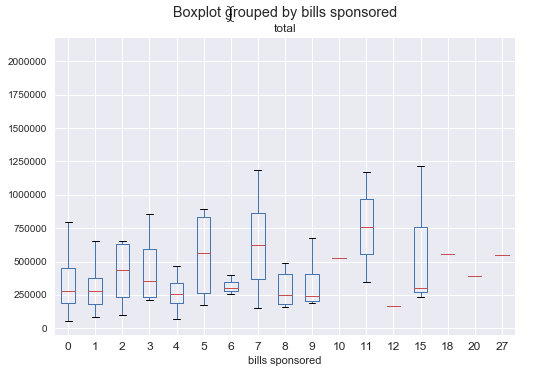 Boxplot grouped by bills sponsored
total
2000000
1750000
1500000
1250000
1000000
750000
500000
250000
0
0 1 2 3 4 5 6 7 8 9 10 11 12 15 18 20 27
bills sponsored